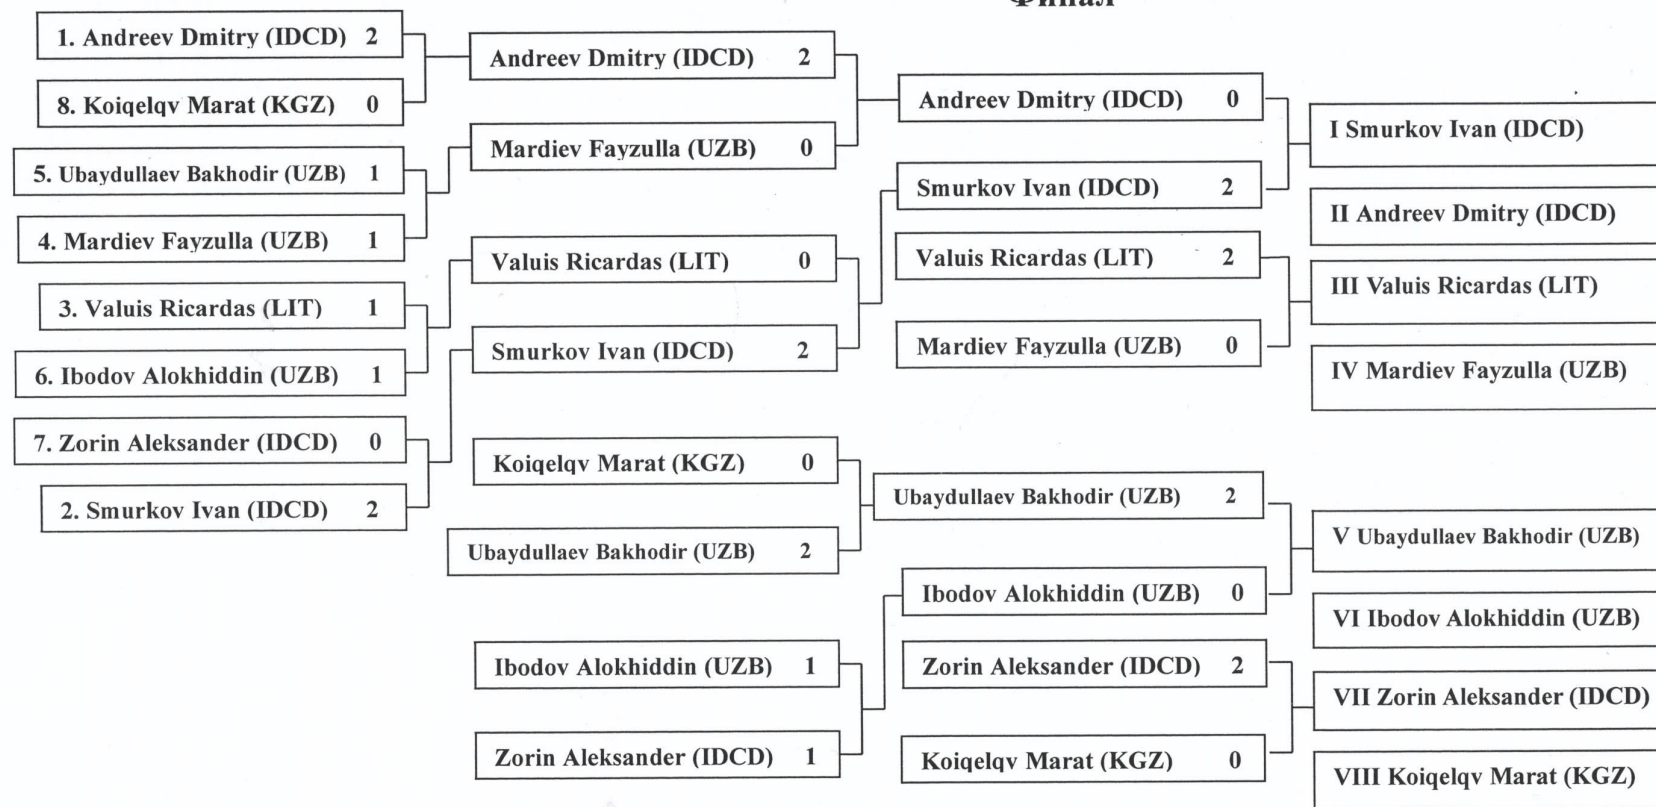 Финал
1. Andreev Dmitry (IDCD) 2
8. Koiqelqv Marat (KGZ) 0
5. Ubaydullaev Bakhodir (UZB) 1
4. Mardiev Fayzulla (UZB) 1
3. Valuis Ricardas (LIT) 1
6. Ibodov Alokhiddin (UZB) 1
7. Zorin Aleksander (IDCD) 0
2. Smurkov Ivan (IDCD) 2
Andreev Dmitry (IDCD) 2
Mardiev Fayzulla (UZB) 0
Valuis Ricardas (LIT) 0
Smurkov Ivan (IDCD) 2
Koiqelqv Marat (KGZ) 0
Ubaydullaev Bakhodir (UZB) 2
Ibodov Alokhiddin (UZB) 1
Zorin Aleksander (IDCD) 1
Andreev Dmitry (IDCD) 0
Smurkov Ivan (IDCD) 2
Valuis Ricardas (LIT) 2
Mardiev Fayzulla (UZB) 0
Ubaydullaev Bakhodir (UZB) 2
Ibodov Alokhiddin (UZB) 0
Zorin Aleksander (IDCD) 2
Koiqelqv Marat (KGZ) 0
I Smurkov Ivan (IDCD)
II Andreev Dmitry (IDCD)
III Valuis Ricardas (LIT)
IV Mardiev Fayzulla (UZB)
V Ubaydullaev Bakhodir (UZB)
VI Ibodov Alokhiddin (UZB)
VII Zorin Aleksander (IDCD)
VIII Koiqelqv Marat (KGZ)